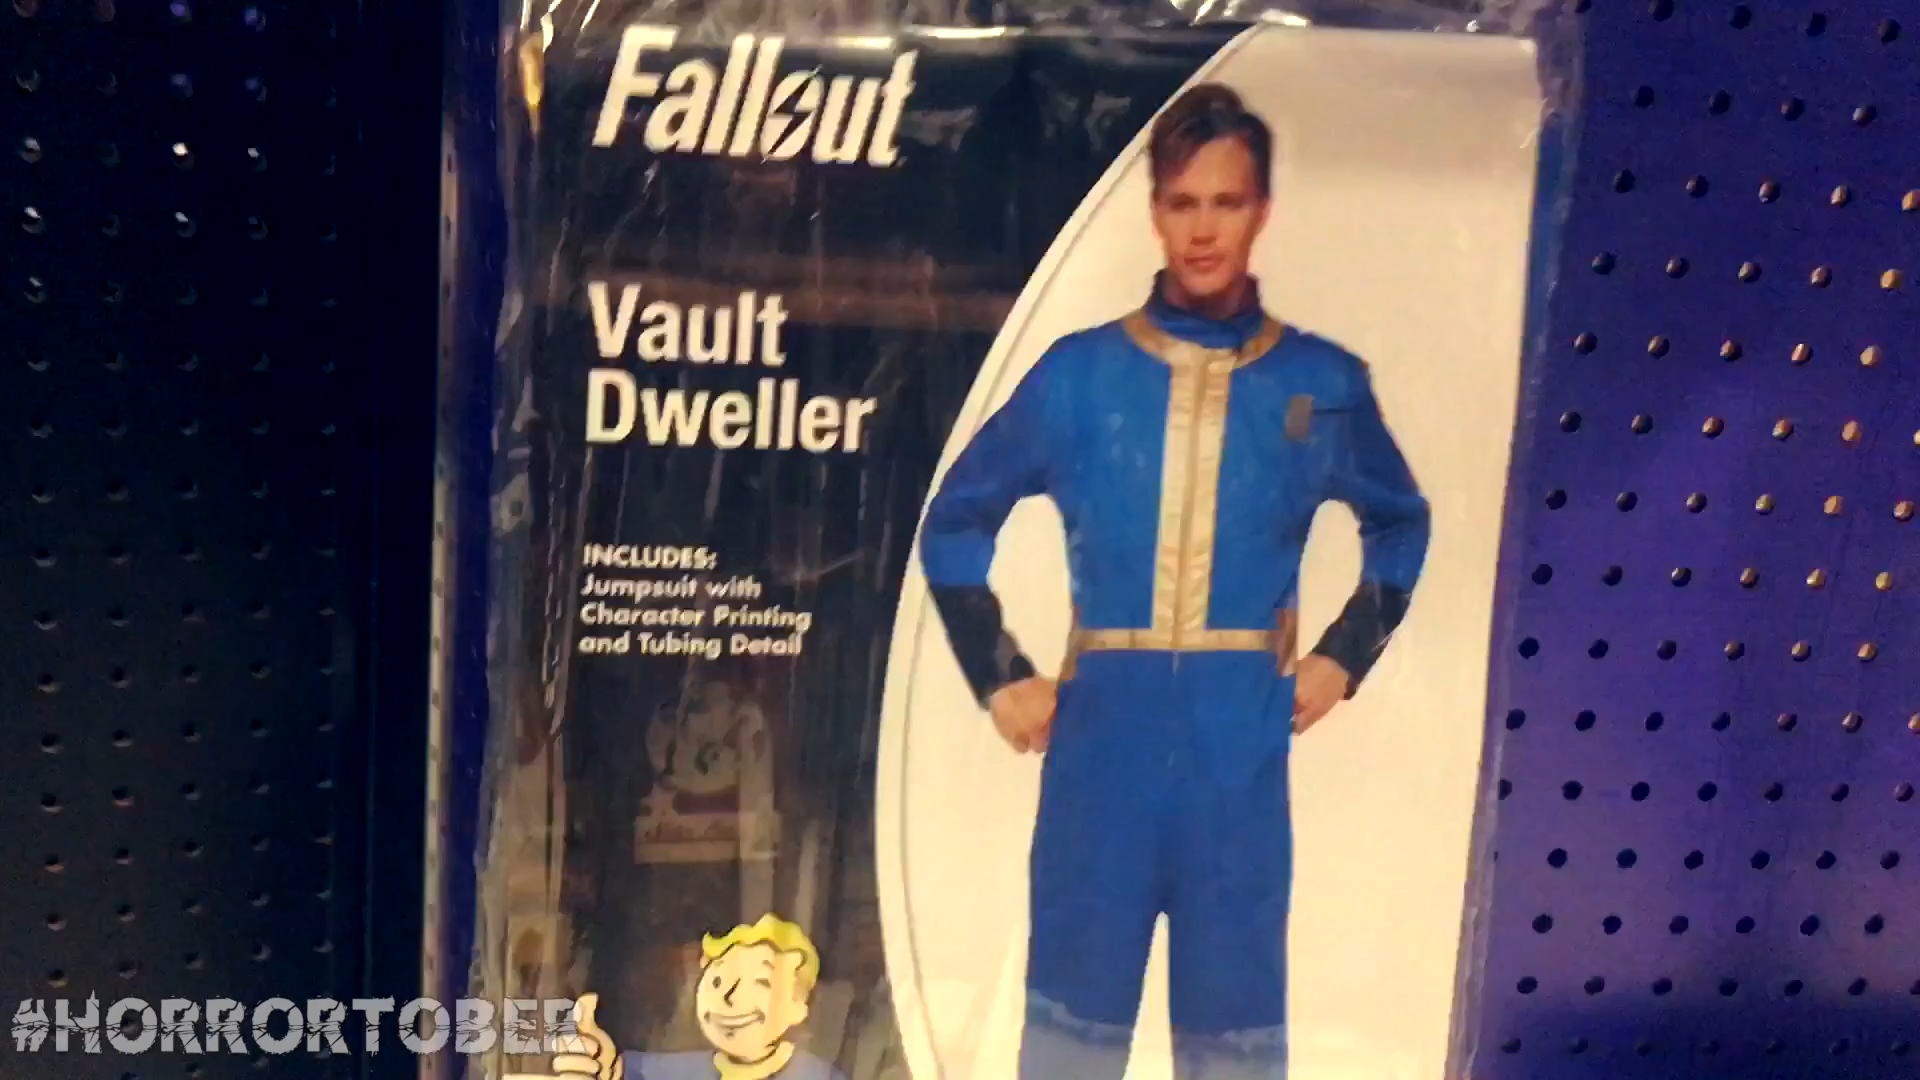 Fallout
Vault
Dweller
INCLUDES:
Jumpsuit with
Character Printing
and Tubing Detail
#HORRORTOBER